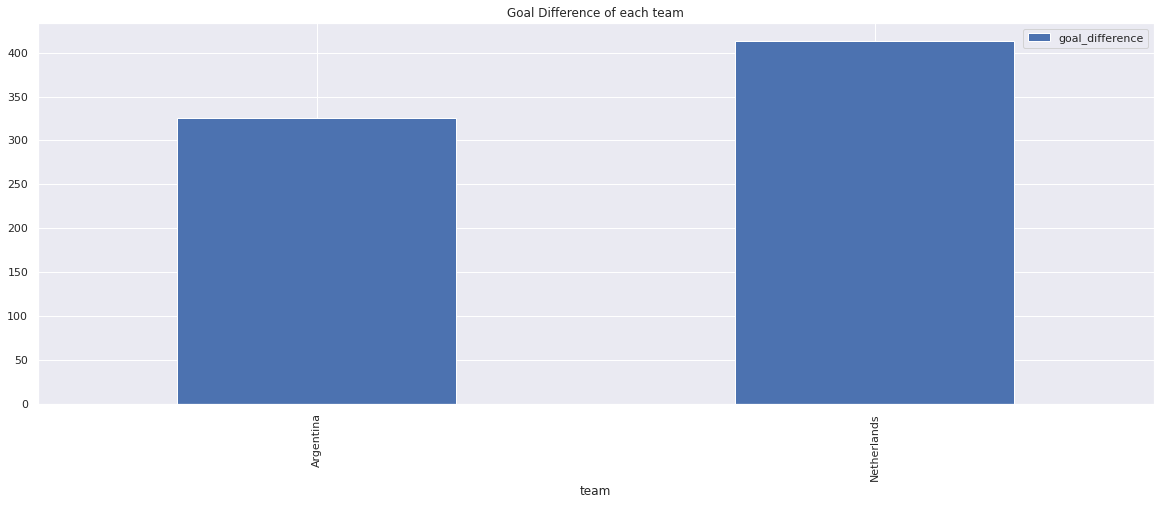 Goal Difference of each team
goal_difference
400
350
300
250
200
150
100
50
0
Argentina
Netherlands
team